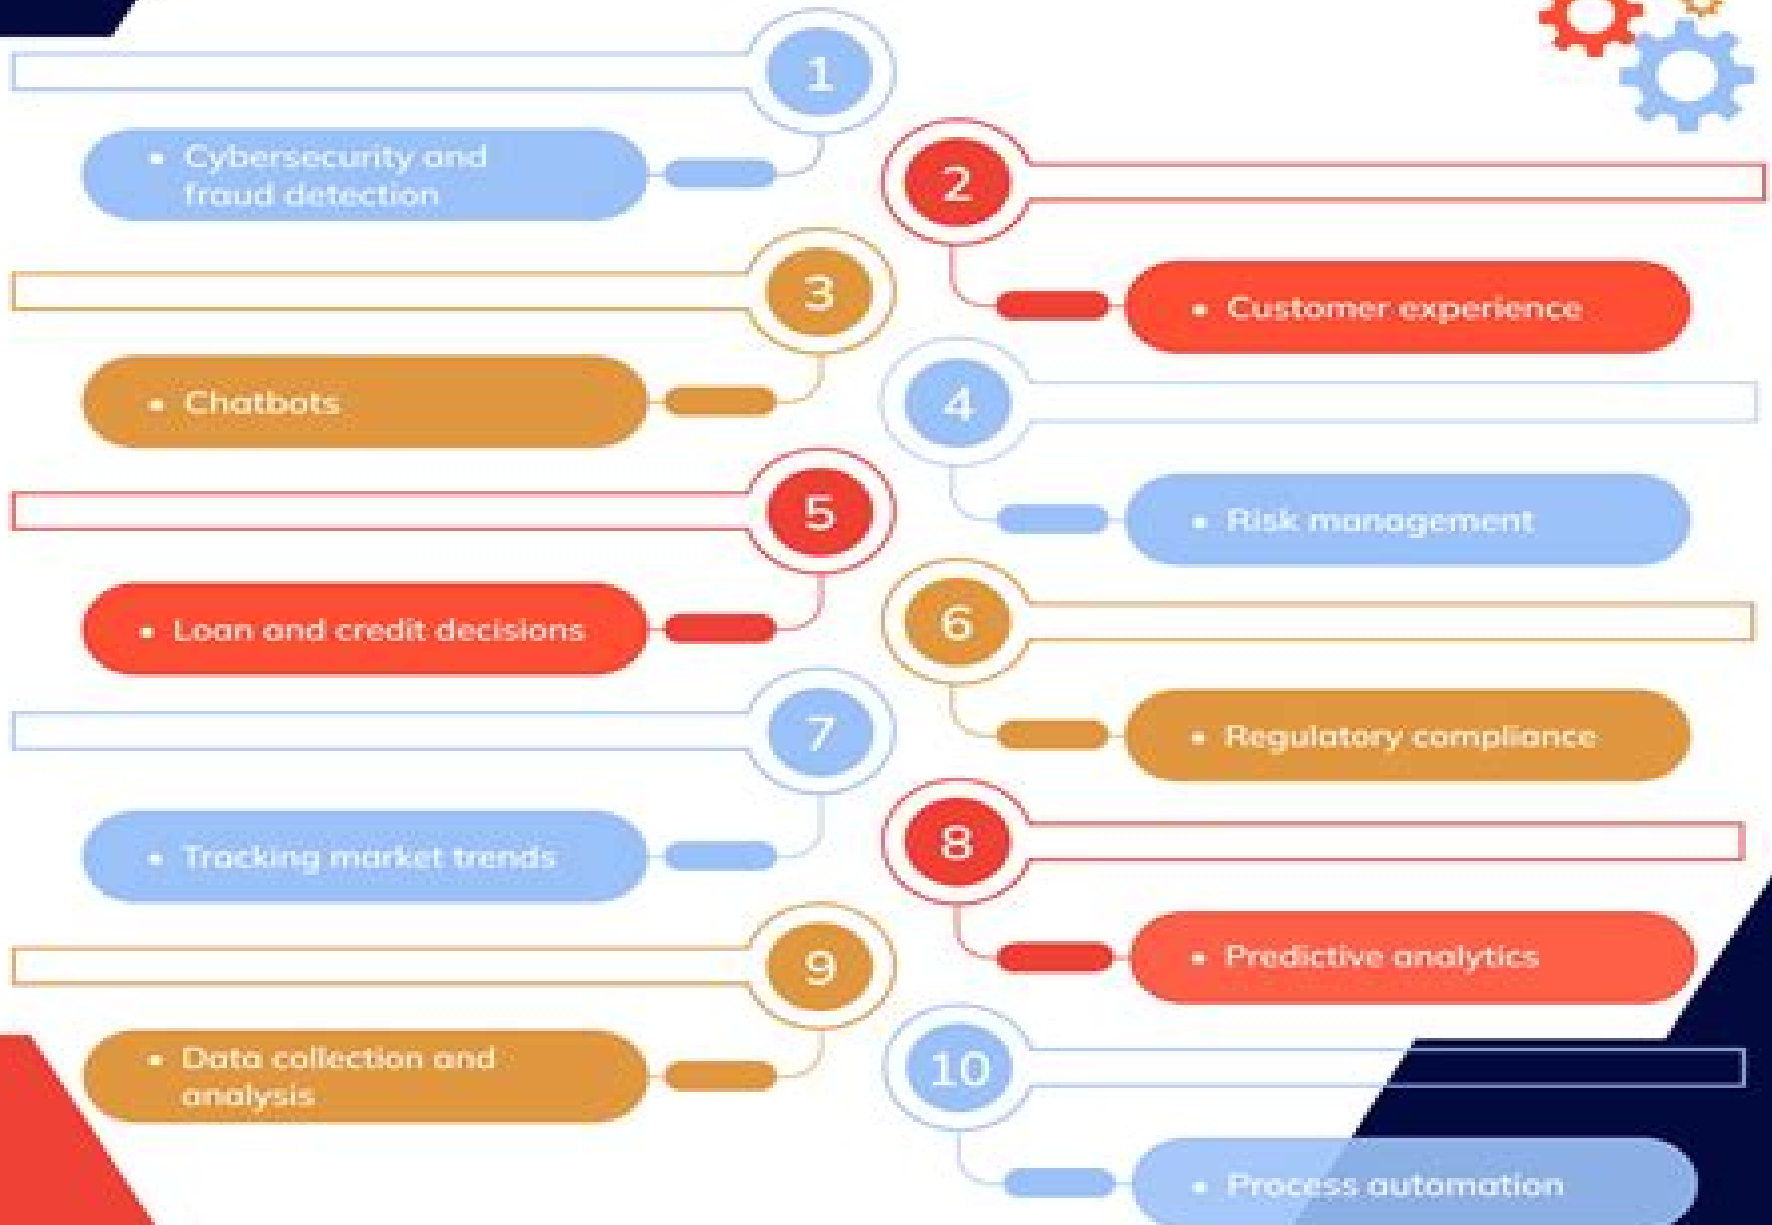 1
• Cybersecurity and
fraud detection
2
• Customer experience
3
• Chatbots
4
• Risk management
5
• Loan and credit decisions
6
• Regulatory compliance
7
• Tracking market trends
8
• Predictive analytics
9
• Data collection and
analysis
10
• Process automation